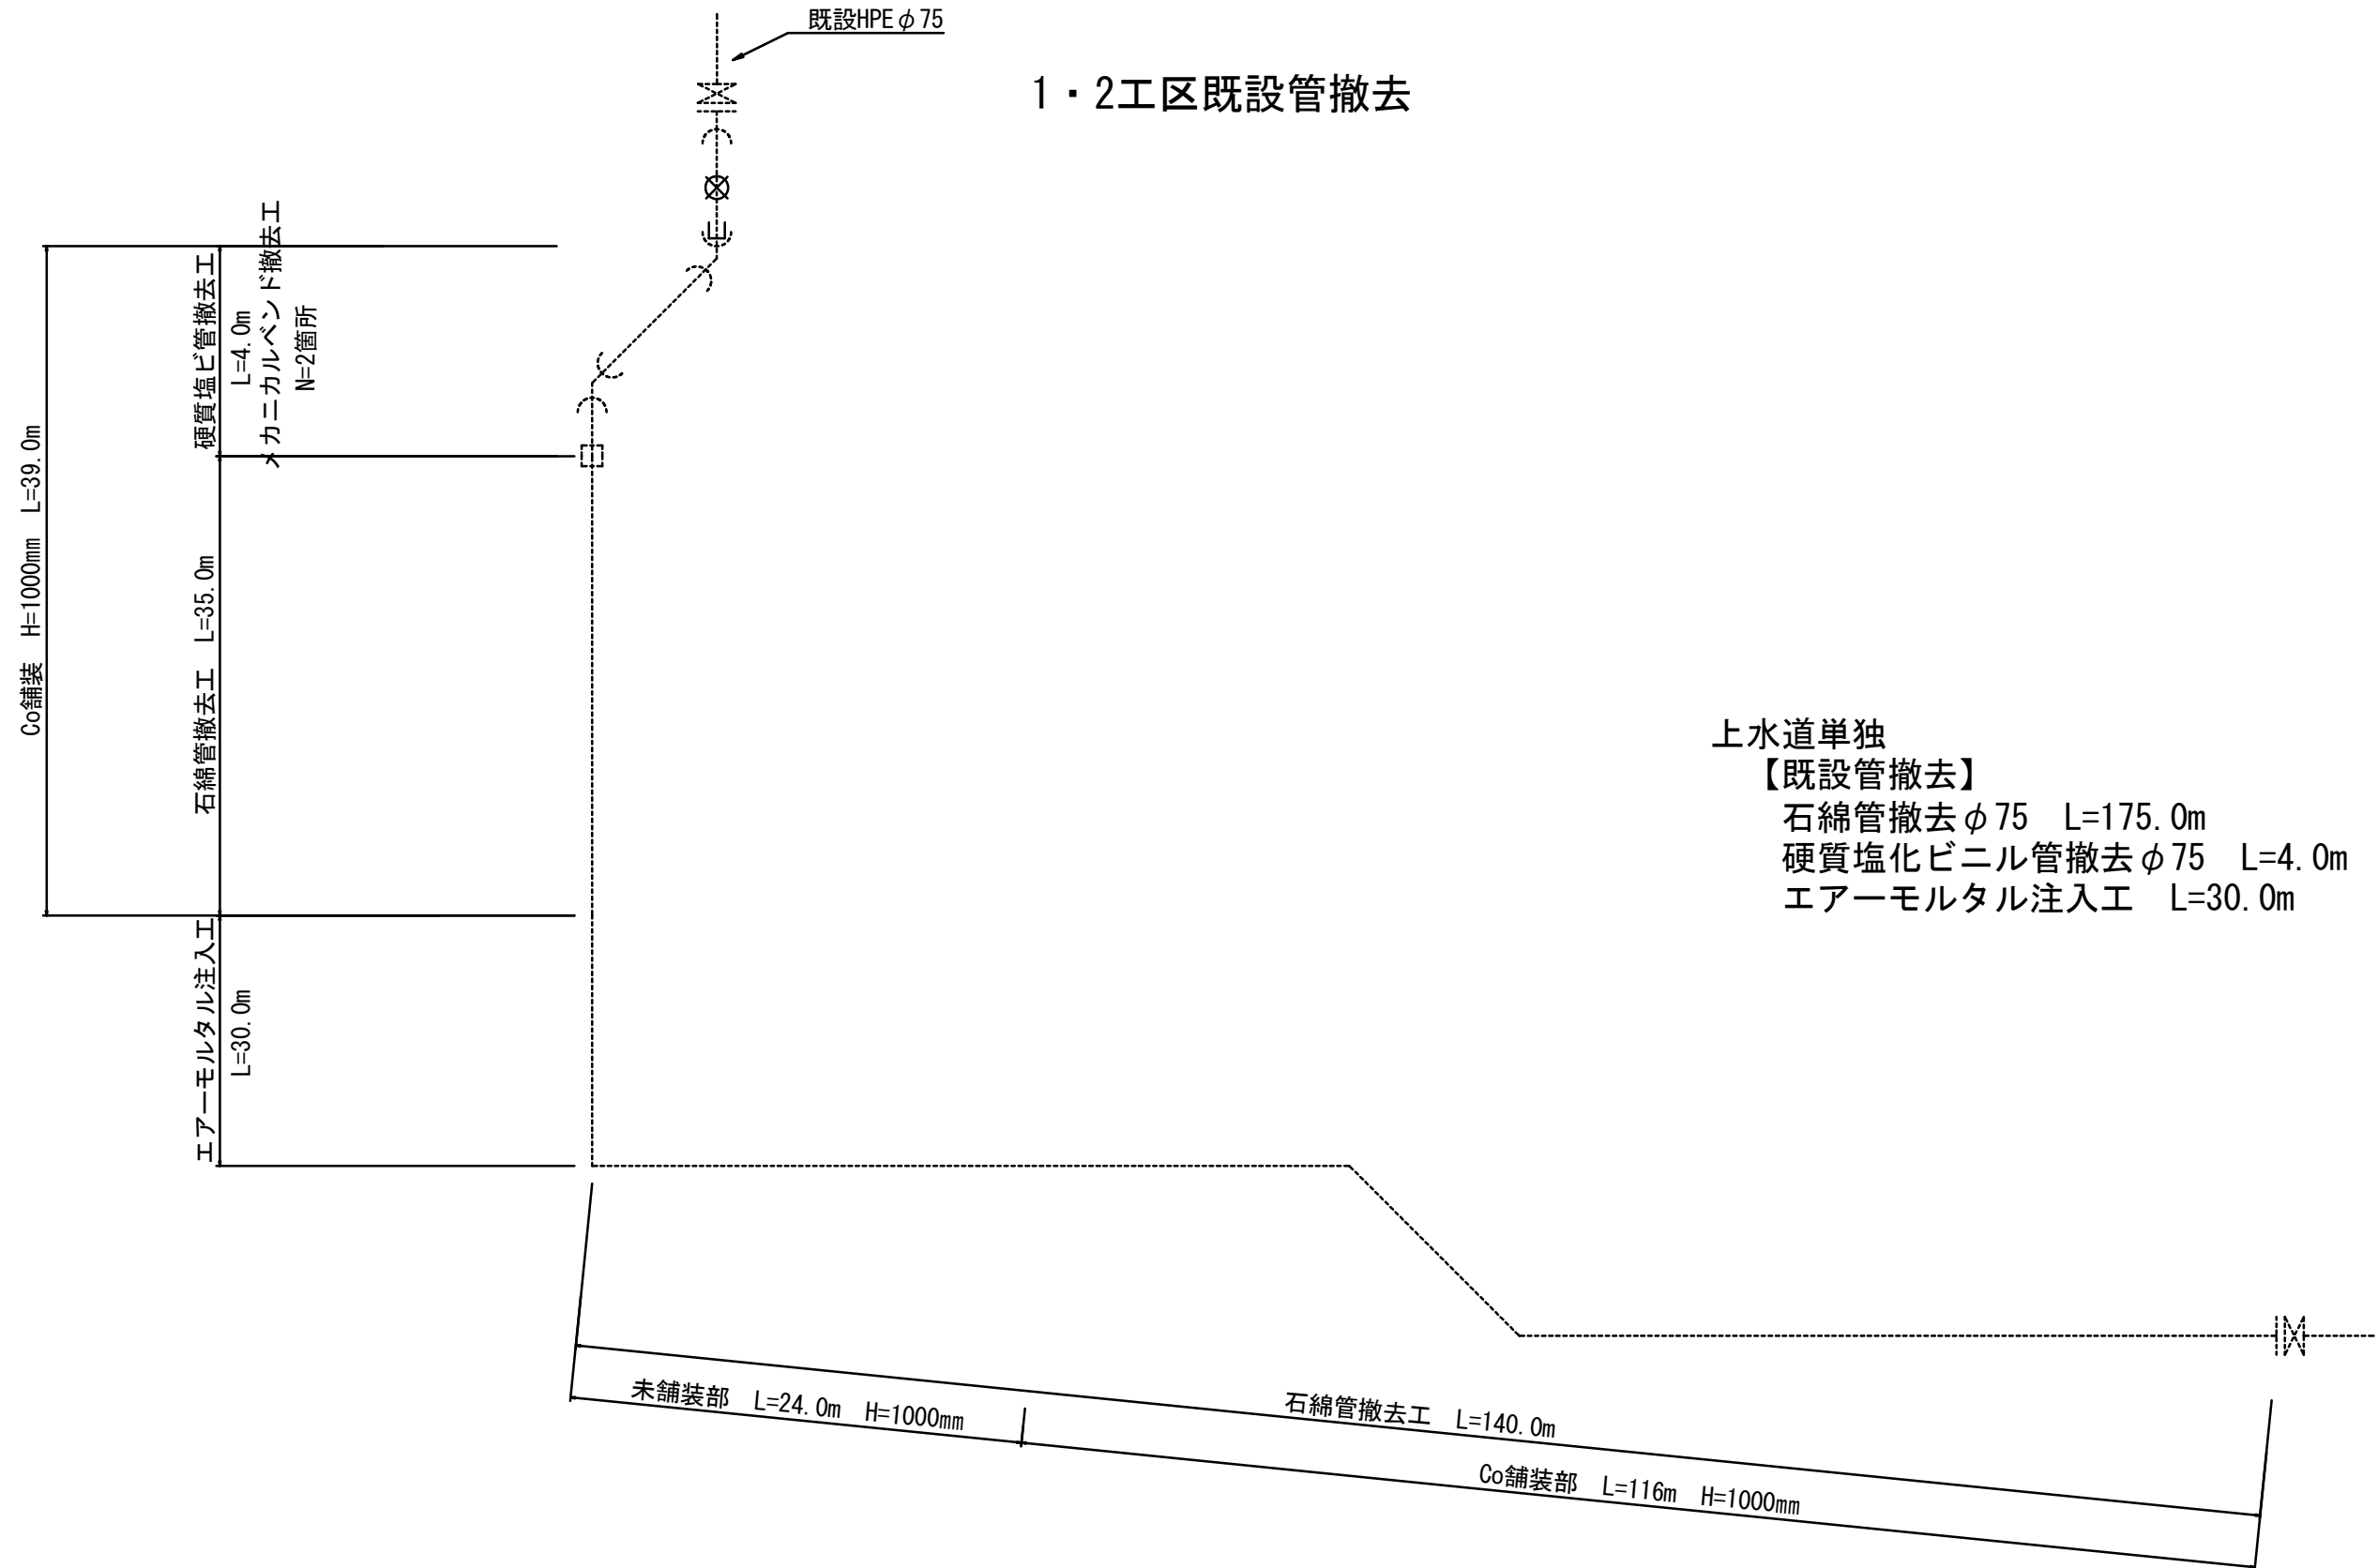 既設HPEφ75
1・2工区既設管撤去
硬質塩ビ管撤去工
L=4.0m
メカニカルベンド撤去工
N=2箇所
Co舗装　H=1000mm　L=39.0m
石綿管撤去工　L=35.0m
エアーモルタル注入工
L=30.0m
上水道単独
【既設管撤去】
石綿管撤去φ75　L=175.0m
硬質塩化ビニル管撤去φ75　L=4.0m
エアーモルタル注入工　L=30.0m
石綿管撤去工　L=140.0m
未舗装部　L=24.0m　H=1000mm
Co舗装部　L=116m　H=1000mm